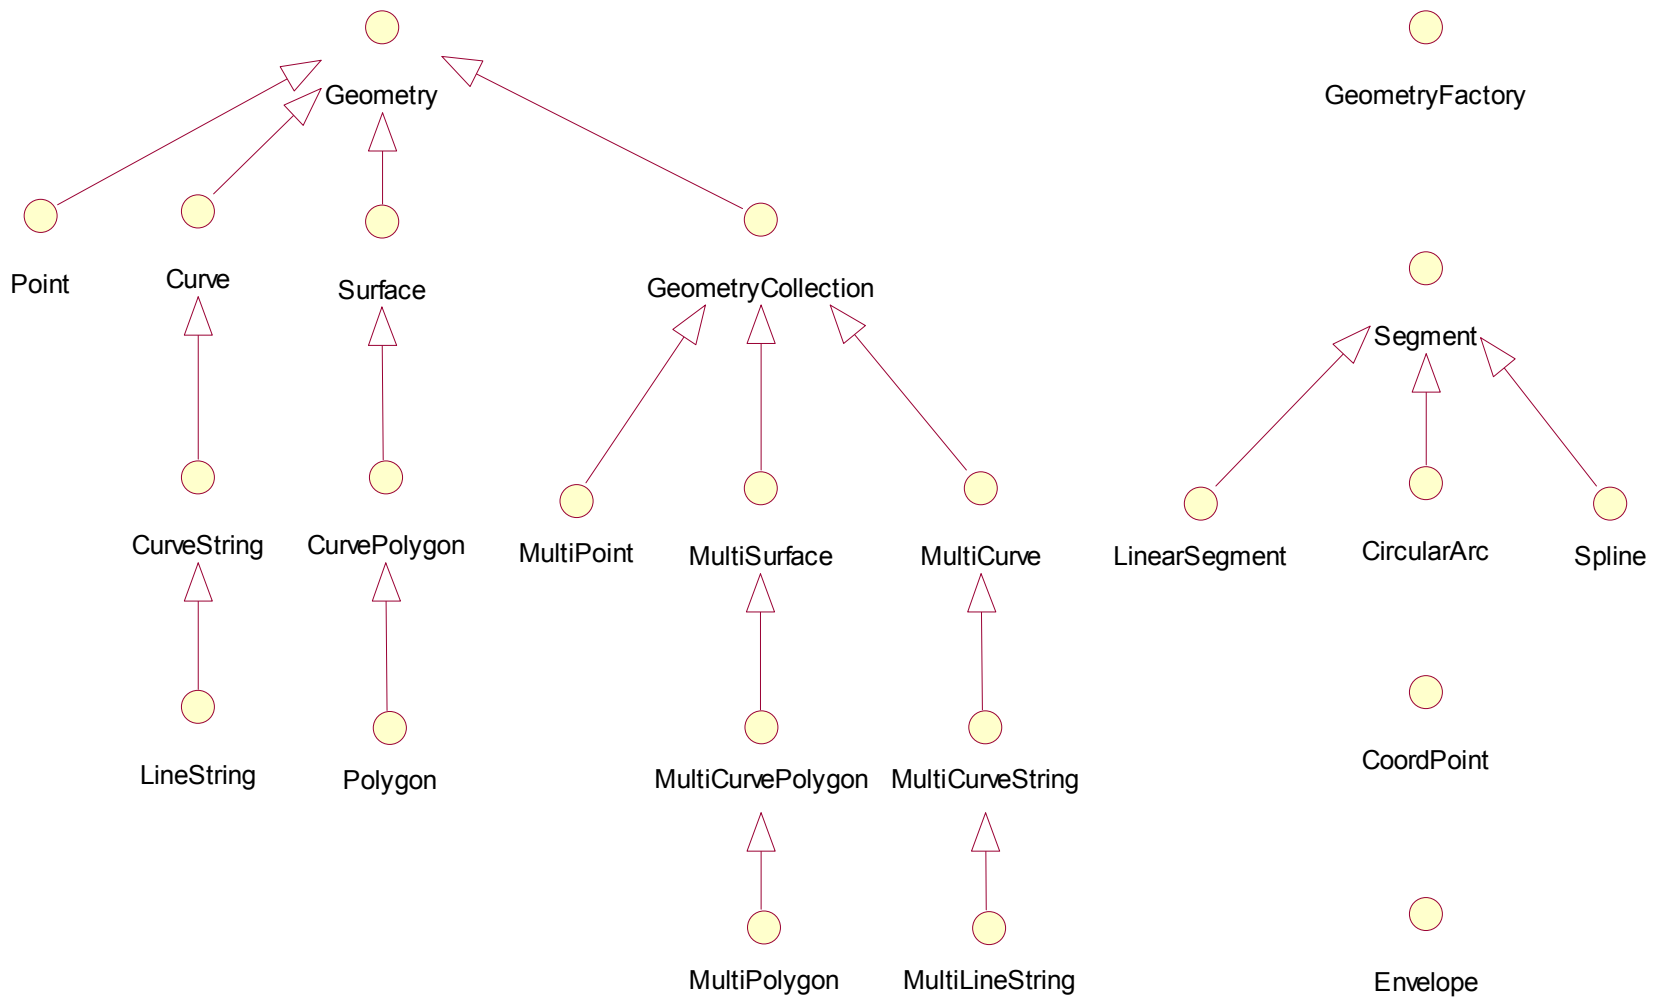 Geometry
GeometryFactory
Point
Curve
Surface
GeometryCollection
Segment
CurveString
CurvePolygon
MultiPoint
MultiSurface
MultiCurve
LinearSegment
CircularArc
Spline
LineString
Polygon
MultiCurvePolygon
MultiCurveString
CoordPoint
MultiPolygon
MultiLineString
Envelope